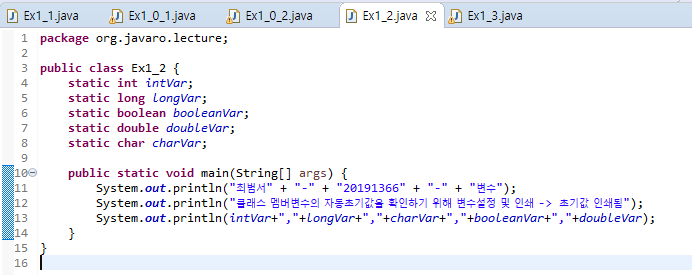 Ex1_1.java Ex1_0_1.java Ex1_0_2.java Ex1_2.java Ex1_3.java
1 package org.javaro.lecture;
2
3 public class Ex1_2 {
4 static int intVar;
5 static long longVar;
6 static boolean booleanVar;
7 static double doubleVar;
8 static char charVar;
9
10 public static void main(String[] args) {
11 System.out.println("최범서" + "-" + "20191366" + "-" + "변수");
12 System.out.println("클래스 멤버변수의 자동초기값을 확인하기 위해 변수설정 및 인쇄 -> 초기값 인쇄됨");
13 System.out.println(intVar+","+longVar+","+charVar+","+booleanVar+","+doubleVar);
14 }
15 }
16